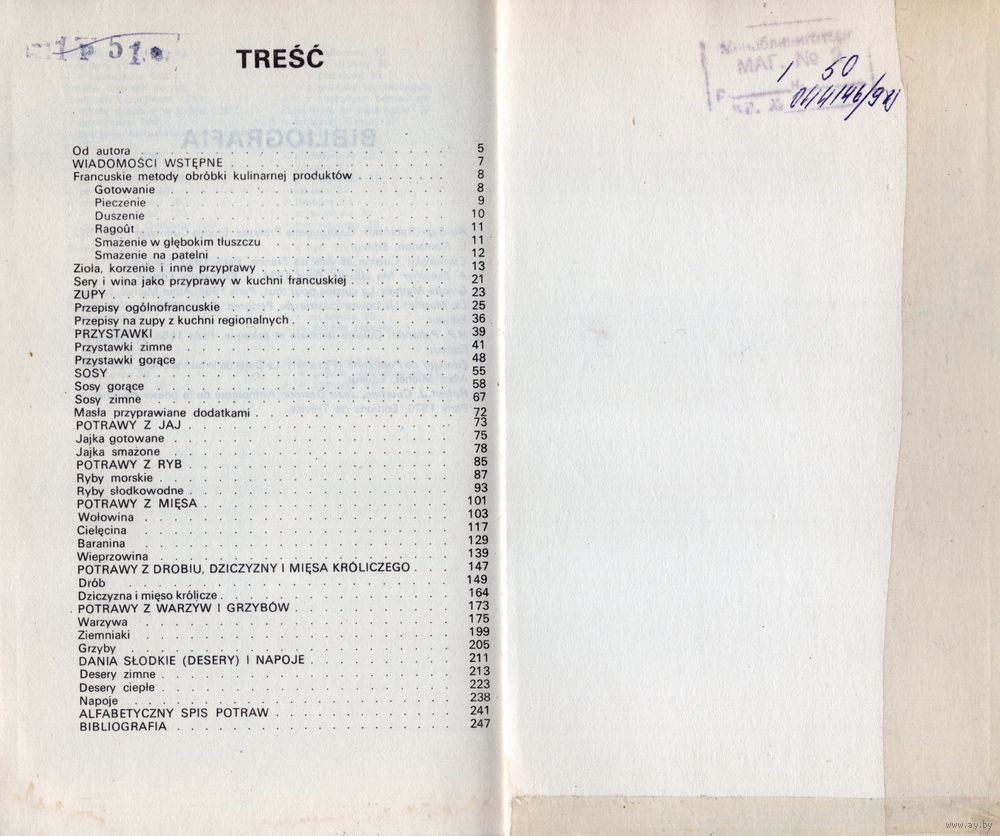 1 P 51.
TREŚĆ
Od autora . . . 5
WIADOMOŚCI WSTĘPNE . . . 7
Francuskie metody obróbki kulinarnej produktów . . . 8
Gotowanie . . . 8
Pieczenie . . . 9
Duszenie . . . 10
Ragoût . . . 11
Smażenie w głębokim tłuszczu . . . 11
Smażenie na patelni . . . 12
Zioła, korzenie i inne przyprawy . . . 13
Sery i wina jako przyprawy w kuchni francuskiej . . . 21
ZUPY . . . 23
Przepisy ogólnofrancuskie . . . 25
Przepisy na zupy z kuchni regionalnych . . . 36
PRZYSTAWKI . . . 39
Przystawki zimne . . . 41
Przystawki gorące . . . 48
SOSY . . . 55
Sosy gorące . . . 58
Sosy zimne . . . 67
Masła przyprawiane dodatkami . . . 72
POTRAWY Z JAJ . . . 73
Jajka gotowane . . . 75
Jajka smażone . . . 78
POTRAWY Z RYB . . . 85
Ryby morskie . . . 87
Ryby słodkowodne . . . 93
POTRAWY Z MIĘSA . . . 101
Wołowina . . . 103
Cielęcina . . . 117
Baranina . . . 129
Wieprzowina . . . 139
POTRAWY Z DROBIU, DZICZYZNY I MIĘSA KRÓLICZEGO . . . 147
Drób . . . 149
Dziczyzna i mięso królicze . . . 164
POTRAWY Z WARZYW I GRZYBÓW . . . 173
Warzywa . . . 175
Ziemniaki . . . 199
Grzyby . . . 205
DANIA SŁODKIE (DESERY) I NAPOJE . . . 211
Desery zimne . . . 213
Desery ciepłe . . . 223
Napoje . . . 238
ALFABETYCZNY SPIS POTRAW . . . 241
BIBLIOGRAFIA . . . 247
BIBLIOGRAFIA
МАГ. №
1 50
www.ay.by